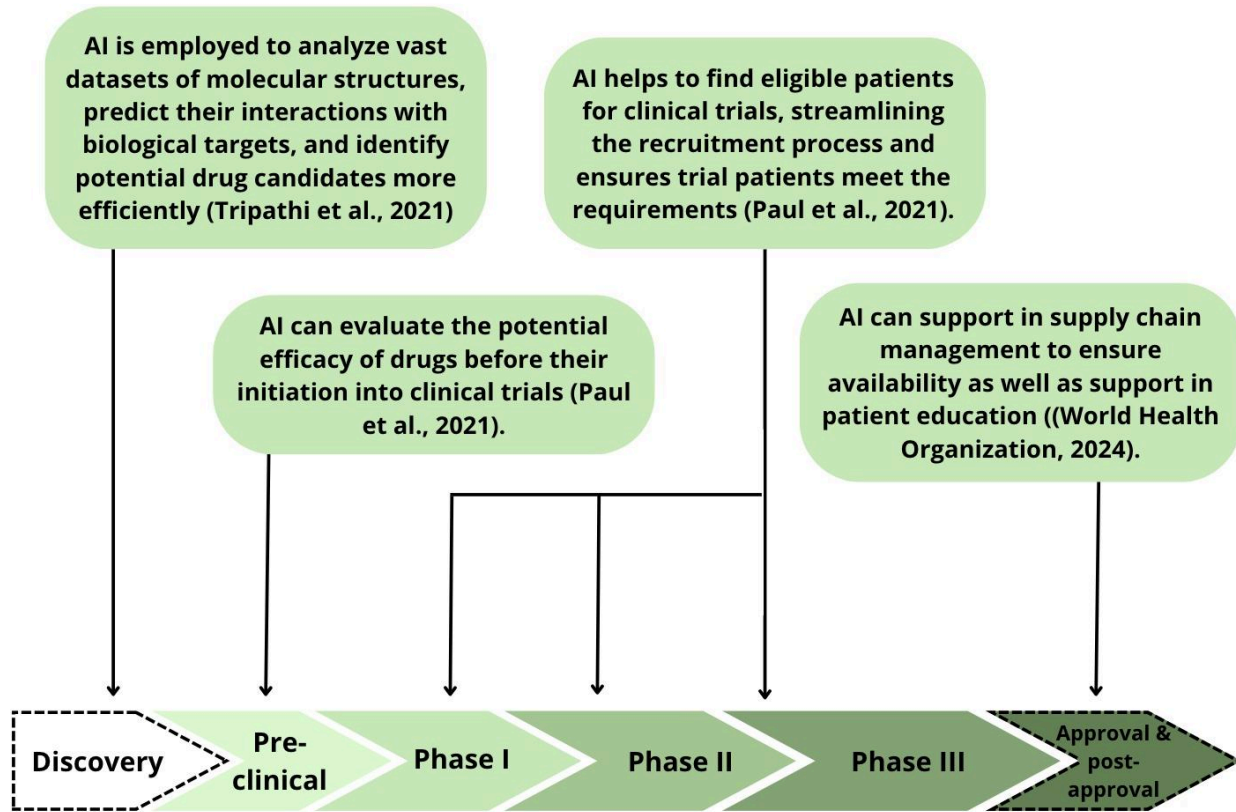 AI is employed to analyze vast
datasets of molecular structures,
predict their interactions with
biological targets, and identify
potential drug candidates more
efficiently (Tripathi et al., 2021)
AI helps to find eligible patients
for clinical trials, streamlining
the recruitment process and
ensures trial patients meet the
requirements (Paul et al., 2021).
AI can evaluate the potential
efficacy of drugs before their
initiation into clinical trials (Paul
et al., 2021).
AI can support in supply chain
management to ensure
availability as well as support in
patient education ((World Health
Organization, 2024).
Discovery
Pre-
clinical
Phase I
Phase II
Phase III
Approval &
post-
approval